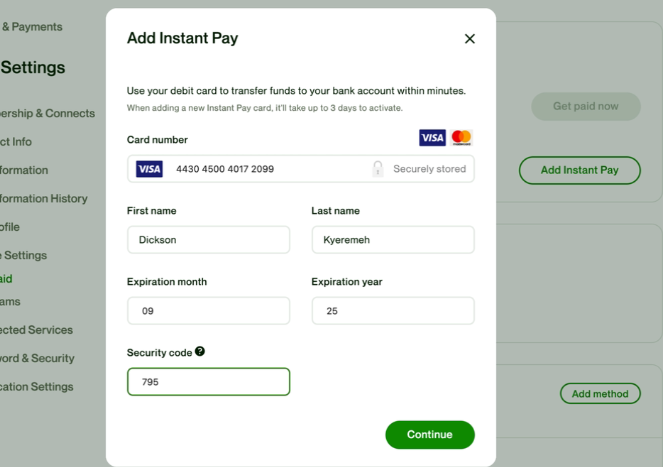 & Payments
Settings
ership & Connects
ct Info
formation
formation History
ofile
e Settings
aid
ams
ected Services
ord & Security
cation Settings
Add Instant Pay
Use your debit card to transfer funds to your bank account within minutes.
When adding a new Instant Pay card, it'll take up to 3 days to activate.
Card number VISA
VISA 4430 4500 4017 2099 Securely stored
First name Last name
Dickson Kyeremeh
Expiration month Expiration year
09 25
Security code ?
795
Continue
Get paid now
Add Instant Pay
Add method